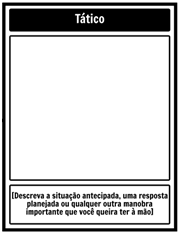 Tático
[Descreva a situação antecipada, uma resposta
planejada ou qualquer outra manobra
importante que você queira ter à mão]